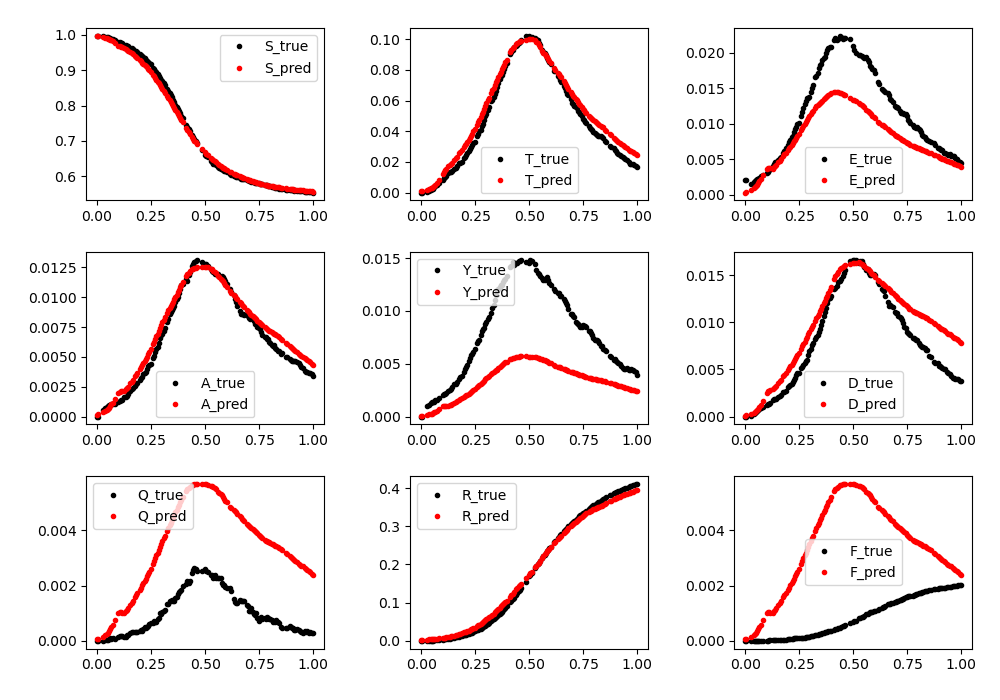 1.0
0.9
0.8
0.7
0.6
S_true
S_pred
0.00 0.25 0.50 0.75 1.00
0.10
0.08
0.06
0.04
0.02
0.00
T_true
T_pred
0.00 0.25 0.50 0.75 1.00
0.020
0.015
0.010
0.005
0.000
E_true
E_pred
0.00 0.25 0.50 0.75 1.00
0.0125
0.0100
0.0075
0.0050
0.0025
0.0000
A_true
A_pred
0.00 0.25 0.50 0.75 1.00
0.015
0.010
0.005
0.000
Y_true
Y_pred
0.00 0.25 0.50 0.75 1.00
0.015
0.010
0.005
0.000
D_true
D_pred
0.00 0.25 0.50 0.75 1.00
0.004
0.002
0.000
Q_true
Q_pred
0.00 0.25 0.50 0.75 1.00
0.4
0.3
0.2
0.1
0.0
R_true
R_pred
0.00 0.25 0.50 0.75 1.00
0.004
0.002
0.000
F_true
F_pred
0.00 0.25 0.50 0.75 1.00